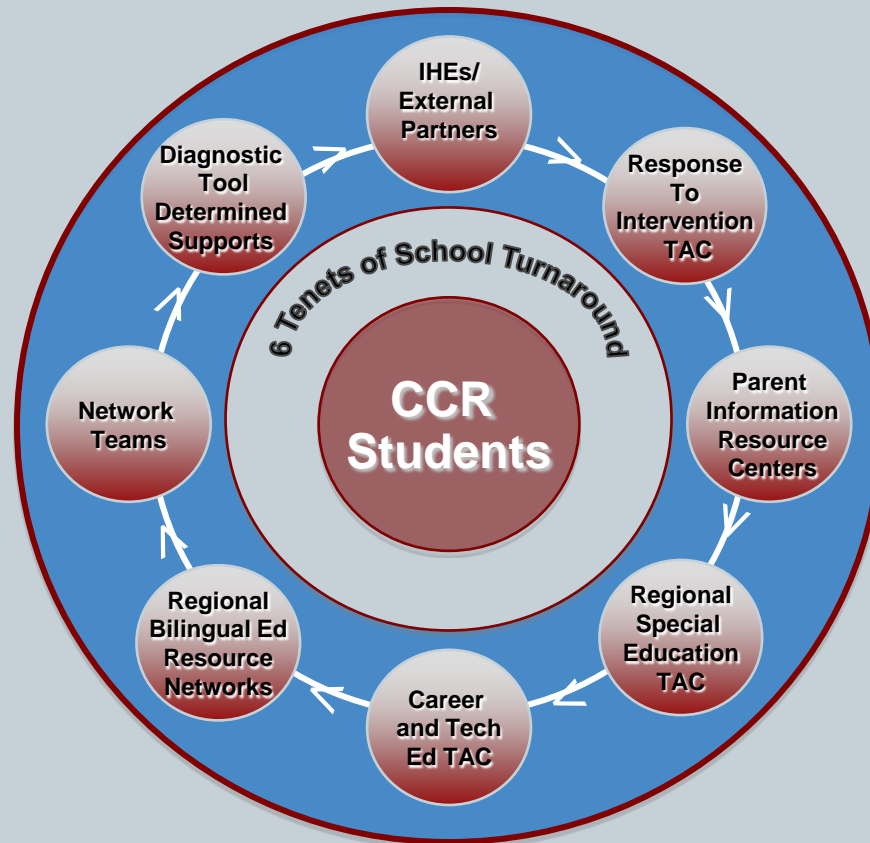 IHEs/
External
Partners
Response
To
Intervention
TAC
Parent
Information
Resource
Centers
Regional
Special
Education
TAC
Career
and Tech
Ed TAC
Regional
Bilingual Ed
Resource
Networks
Network
Teams
Diagnostic
Tool
Determined
Supports
6 Tenets of School Turnaround
CCR
Students